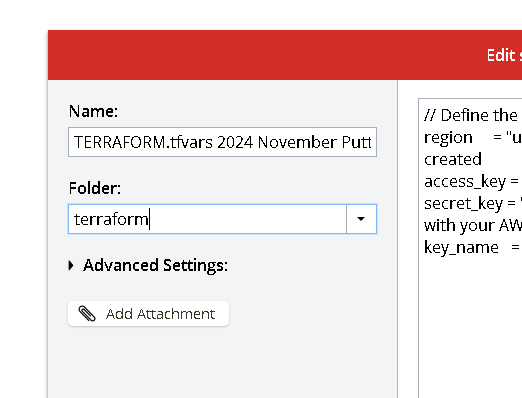 Edit
Name:
TERRAFORM.tfvars 2024 November Putt
Folder:
terraform
Advanced Settings:
Add Attachment
// Define the
region = "u
created
access_key =
secret_key = "
with your AW
key_name =